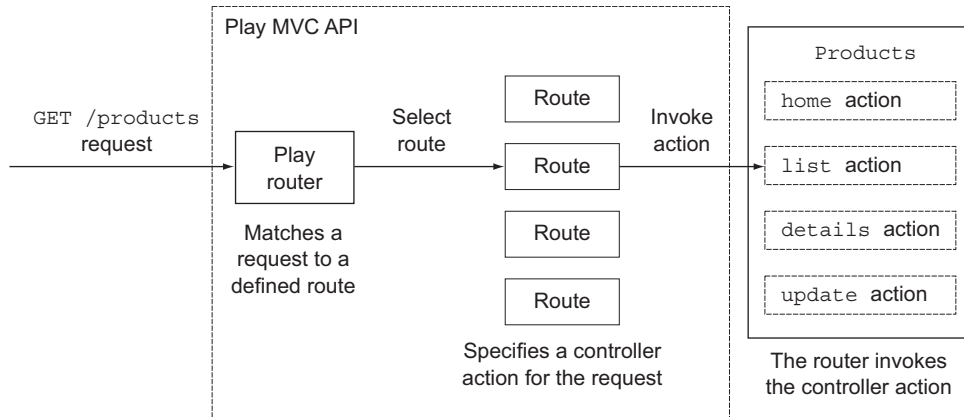 Play MVC API
GET /products
request
Play
router
Matches a
request to a
defined route
Select
route
Route
Route
Route
Route
Specifies a controller
action for the request
Invoke
action
Products
home action
list action
details action
update action
The router invokes
the controller action